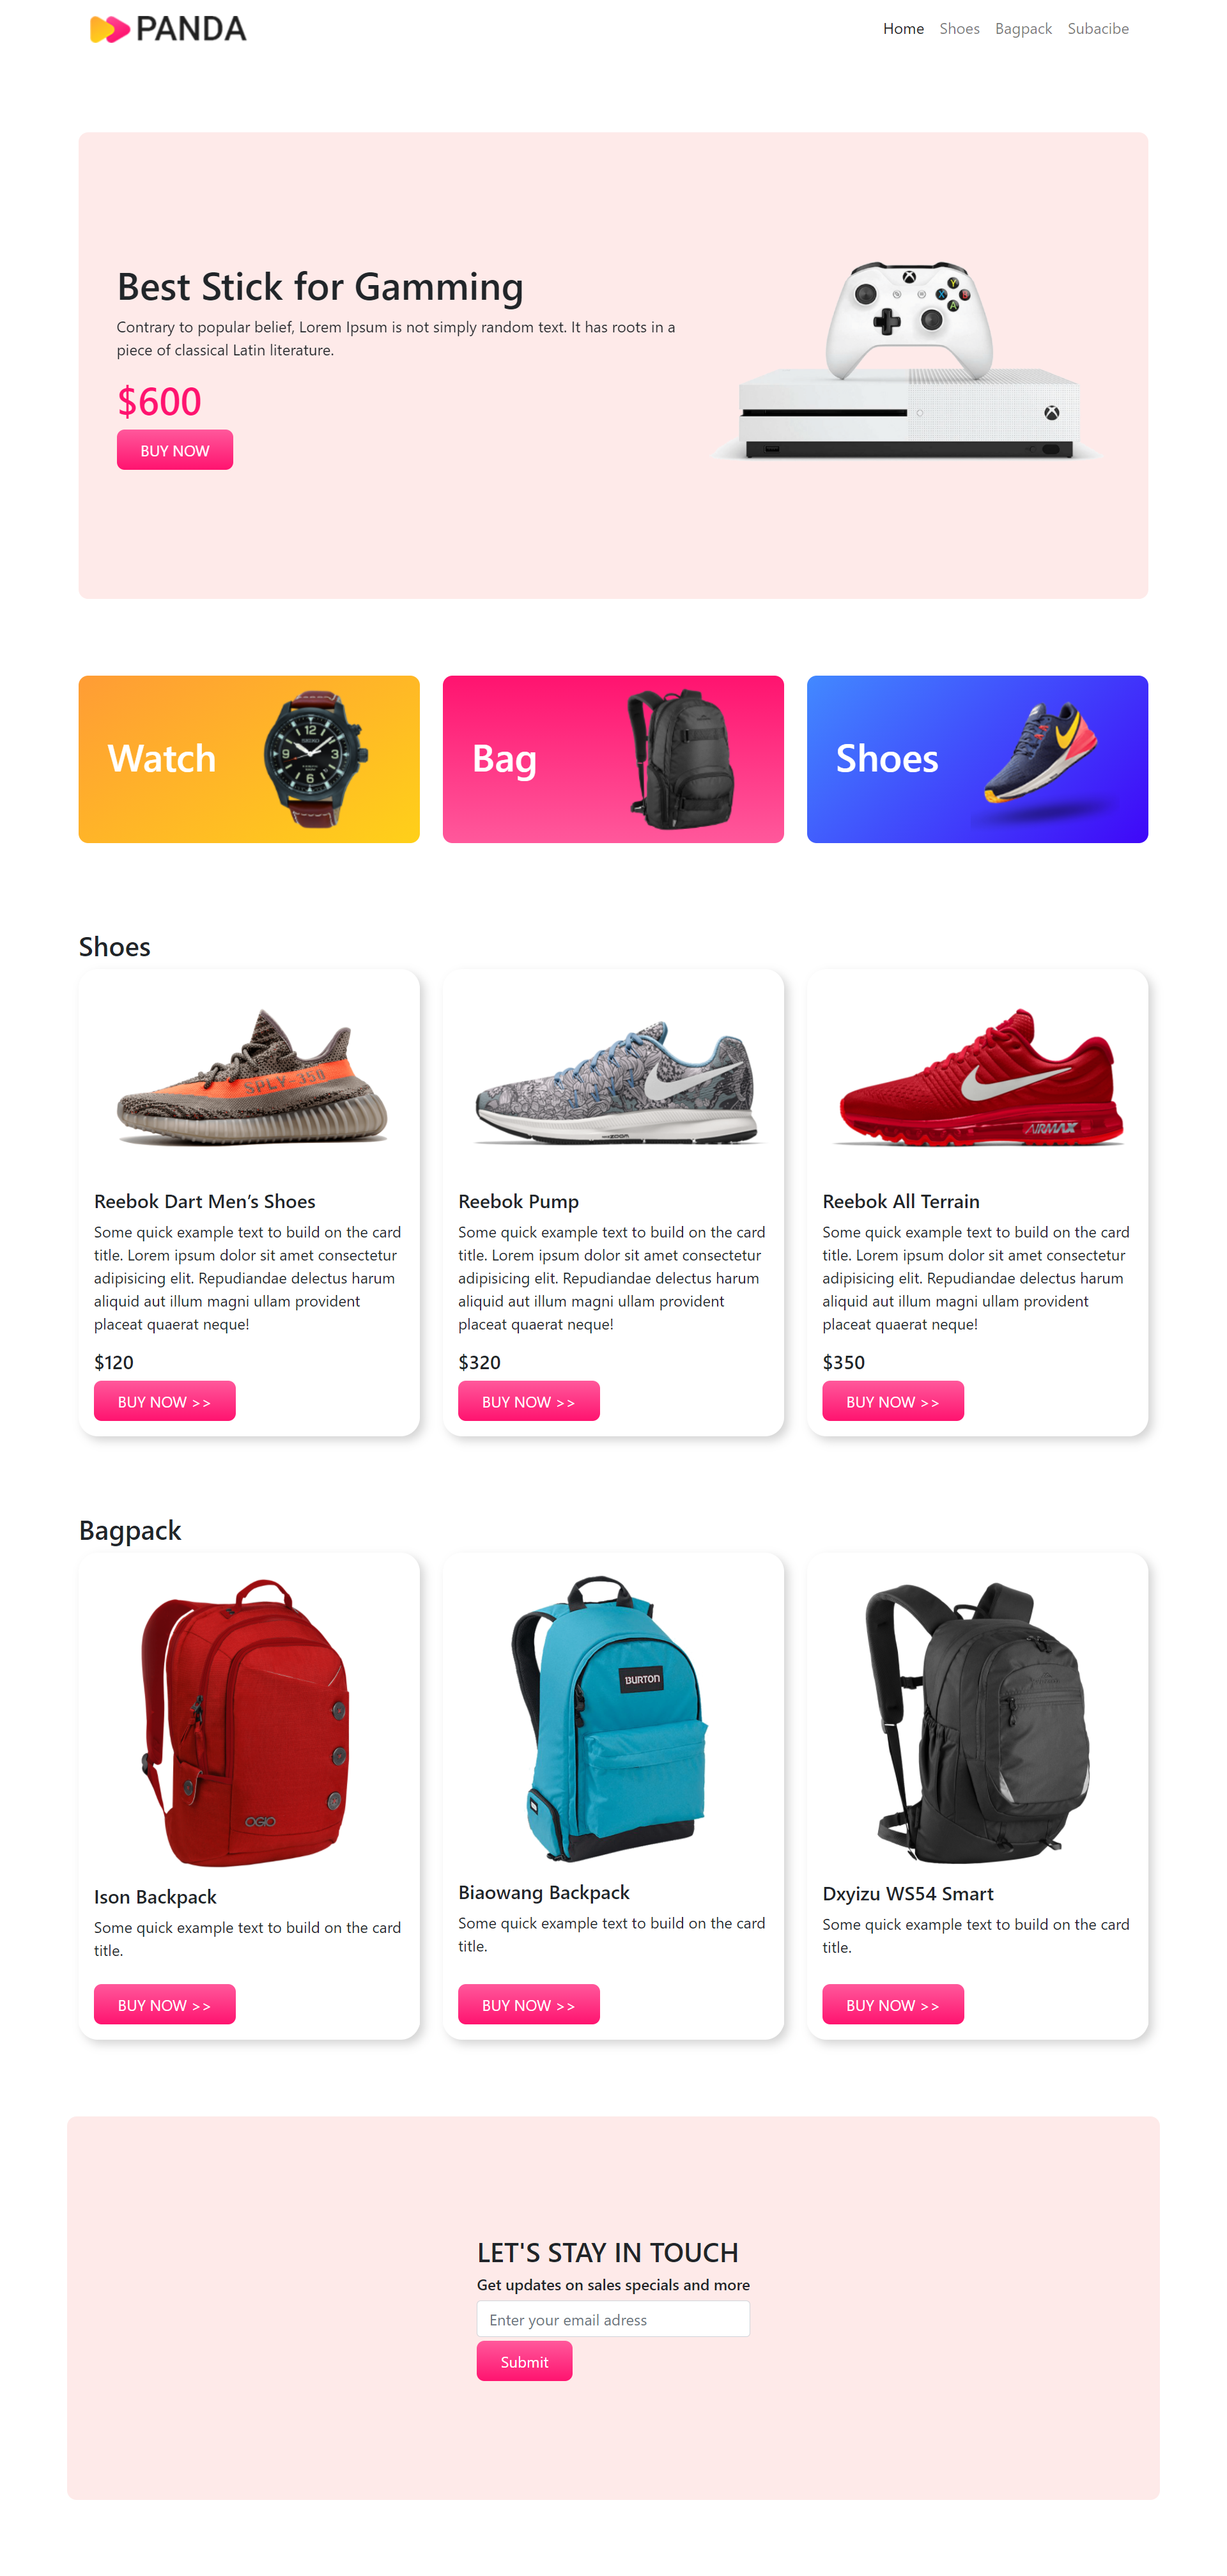 PANDA
Home Shoes Bagpack Subacibe
Best Stick for Gamming
Contrary to popular belief, Lorem Ipsum is not simply random text. It has roots in a
piece of classical Latin literature.
$600
BUY NOW
Y
X B
A
Watch
12
SEIKO
9 3
6
Bag
Shoes
Shoes
SPLY-350
ZOOM
AIRMAX
Reebok Dart Men’s Shoes
Some quick example text to build on the card
title. Lorem ipsum dolor sit amet consectetur
adipisicing elit. Repudiandae delectus harum
aliquid aut illum magni ullam provident
placeat quaerat neque!
$120
BUY NOW >>
Reebok Pump
Some quick example text to build on the card
title. Lorem ipsum dolor sit amet consectetur
adipisicing elit. Repudiandae delectus harum
aliquid aut illum magni ullam provident
placeat quaerat neque!
$320
BUY NOW >>
Reebok All Terrain
Some quick example text to build on the card
title. Lorem ipsum dolor sit amet consectetur
adipisicing elit. Repudiandae delectus harum
aliquid aut illum magni ullam provident
placeat quaerat neque!
$350
BUY NOW >>
Bagpack
OGIO
Ison Backpack
Some quick example text to build on the card
title.
BUY NOW >>
BURTON
Biaowang Backpack
Some quick example text to build on the card
title.
BUY NOW >>
Dxyizu WS54 Smart
Some quick example text to build on the card
title.
BUY NOW >>
LET'S STAY IN TOUCH
Get updates on sales specials and more
Enter your email adress
Submit